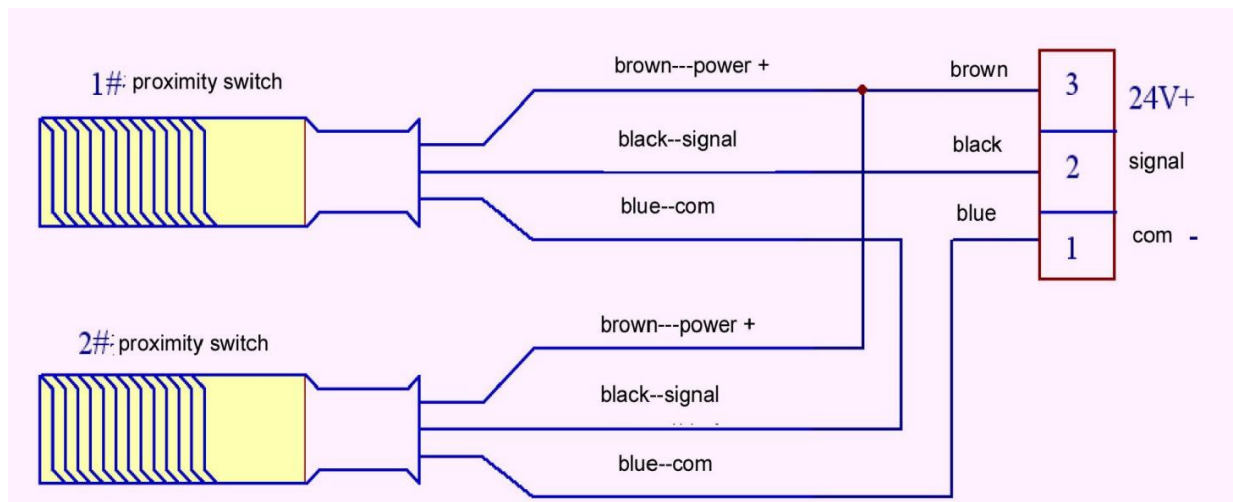 brown---power +
1#: proximity switch
brown
3
24V+
black--signal
black
2
signal
blue--com
blue
1
com -
brown---power +
2#: proximity switch
black--signal
blue--com